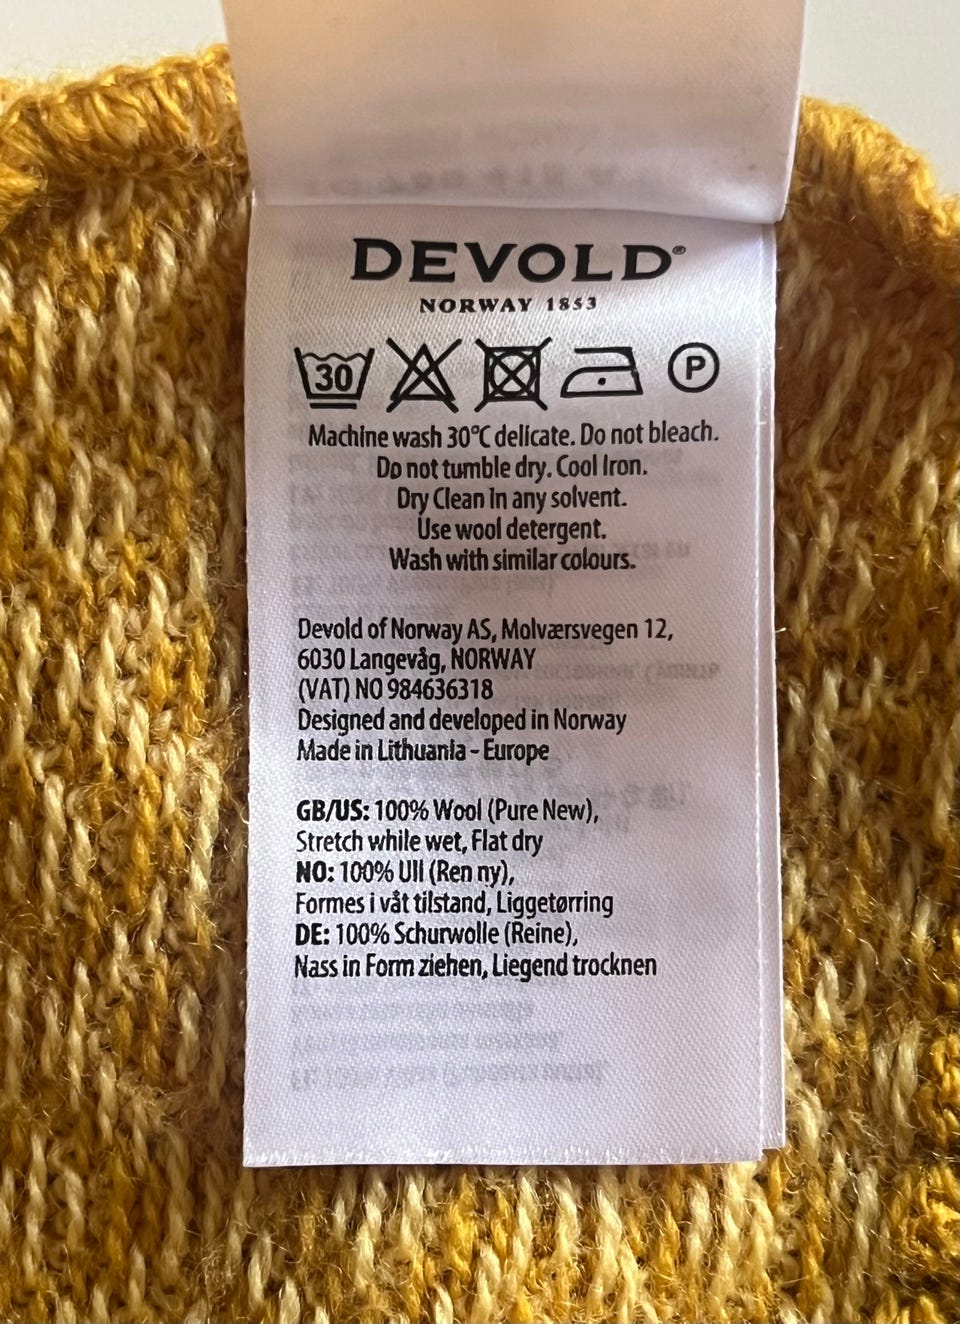 DEVOLD®
NORWAY 1853
30 P
Machine wash 30°C delicate. Do not bleach.
Do not tumble dry. Cool Iron.
Dry Clean in any solvent.
Use wool detergent.
Wash with similar colours.
Devold of Norway AS, Molværsvegen 12,
6030 Langevåg, NORWAY
(VAT) NO 984636318
Designed and developed in Norway
Made in Lithuania - Europe
GB/US: 100% Wool (Pure New),
Stretch while wet, Flat dry
NO: 100% Ull (Ren ny),
Formes i våt tilstand, Liggetørring
DE: 100% Schurwolle (Reine),
Nass in Form ziehen, Liegend trocknen